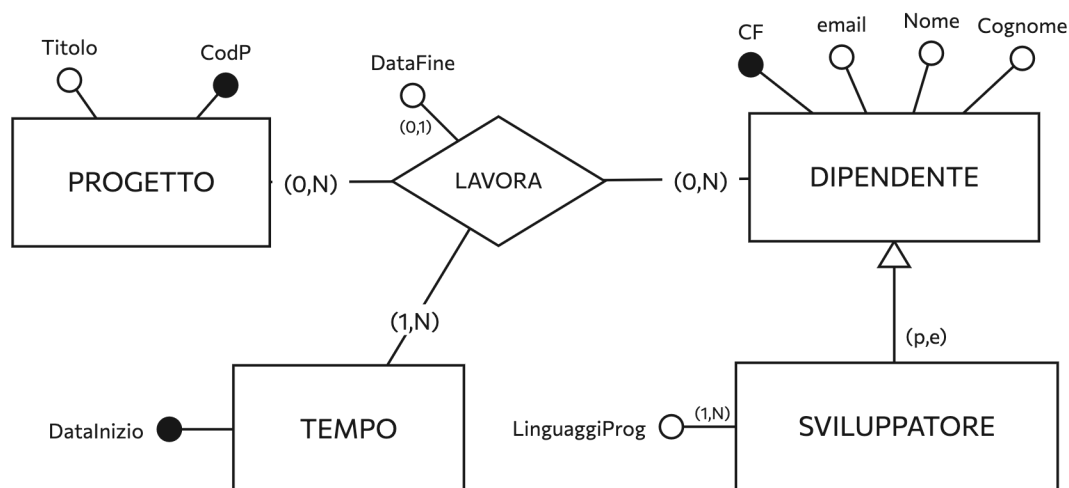 Titolo
CodP
DataFine
(0,1)
CF
email
Nome
Cognome
PROGETTO
(0,N)
LAVORA
(0,N)
DIPENDENTE
(1,N)
(p,e)
DataInizio
TEMPO
LinguaggiProg
(1,N)
SVILUPPATORE